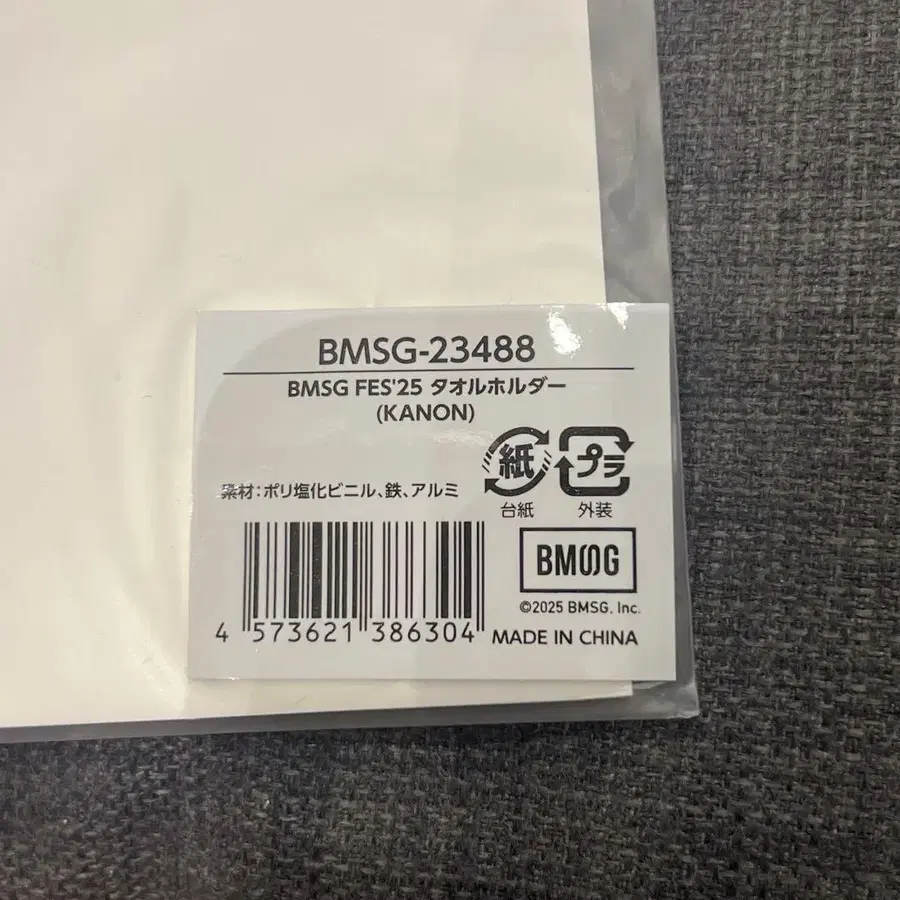 BMSG-23488
BMSG FES'25 タオルホルダー
(KANON)
紙
プラ
台紙
外装
素材:ポリ塩化ビニル、鉄、アルミ
BMSG
©2025 BMSG, Inc.
4 573621 386304
MADE IN CHINA